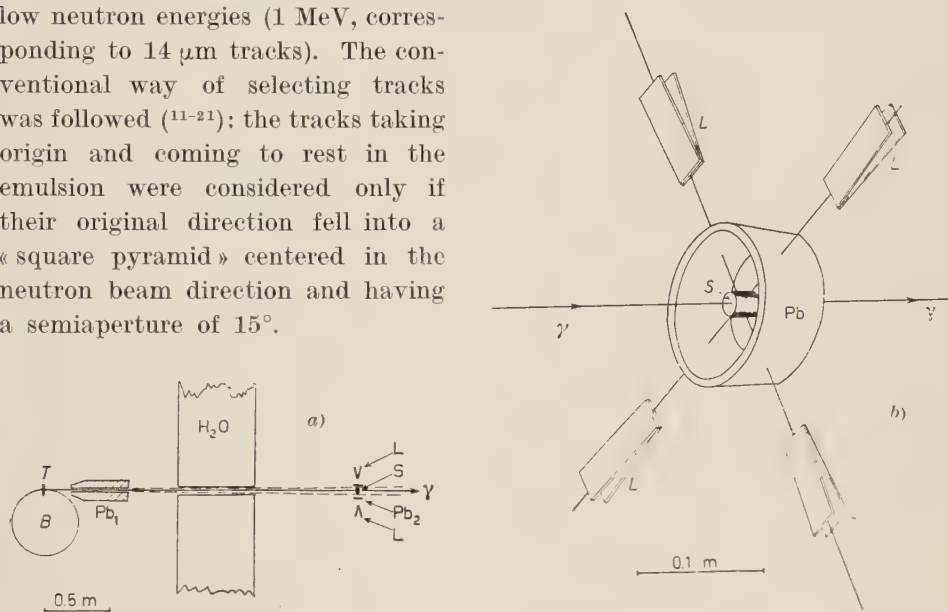 low neutron energies (1 MeV, corres-
ponding to 14 μm tracks). The con-
ventional way of selecting tracks
was followed (¹¹⁻²¹): the tracks taking
origin and coming to rest in the
emulsion were considered only if
their original direction fell into a
« square pyramid » centered in the
neutron beam direction and having
a semiaperture of 15°.
L
L
S
Pb
γ
γ
b)
L
0.1 m
H₂O
a)
L
S
T
γ
Pb₁
B
Pb₂
L
0.5 m